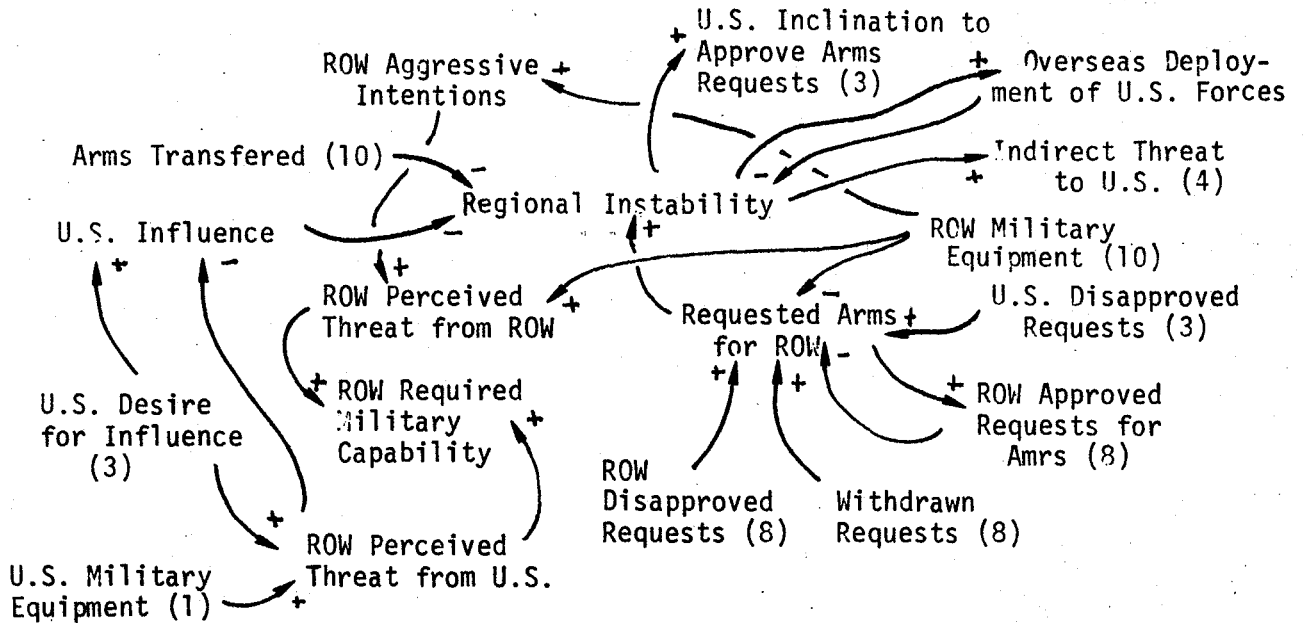 U.S. Inclination to
Approve Arms
Requests (3)
ROW Aggressive
Intentions
Overseas Deploy-
ment of U.S. Forces
Arms Transfered (10)
Indirect Threat
to U.S. (4)
Regional Instability
U.S. Influence
ROW Military
Equipment (10)
ROW Perceived
Threat from ROW
U.S. Disapproved
Requests (3)
Requested Arms
for ROW
ROW Required
Military
Capability
ROW Approved
Requests for
Amrs (8)
U.S. Desire
for Influence
(3)
ROW
Disapproved
Requests (8)
Withdrawn
Requests (8)
ROW Perceived
Threat from U.S.
U.S. Military
Equipment (1)